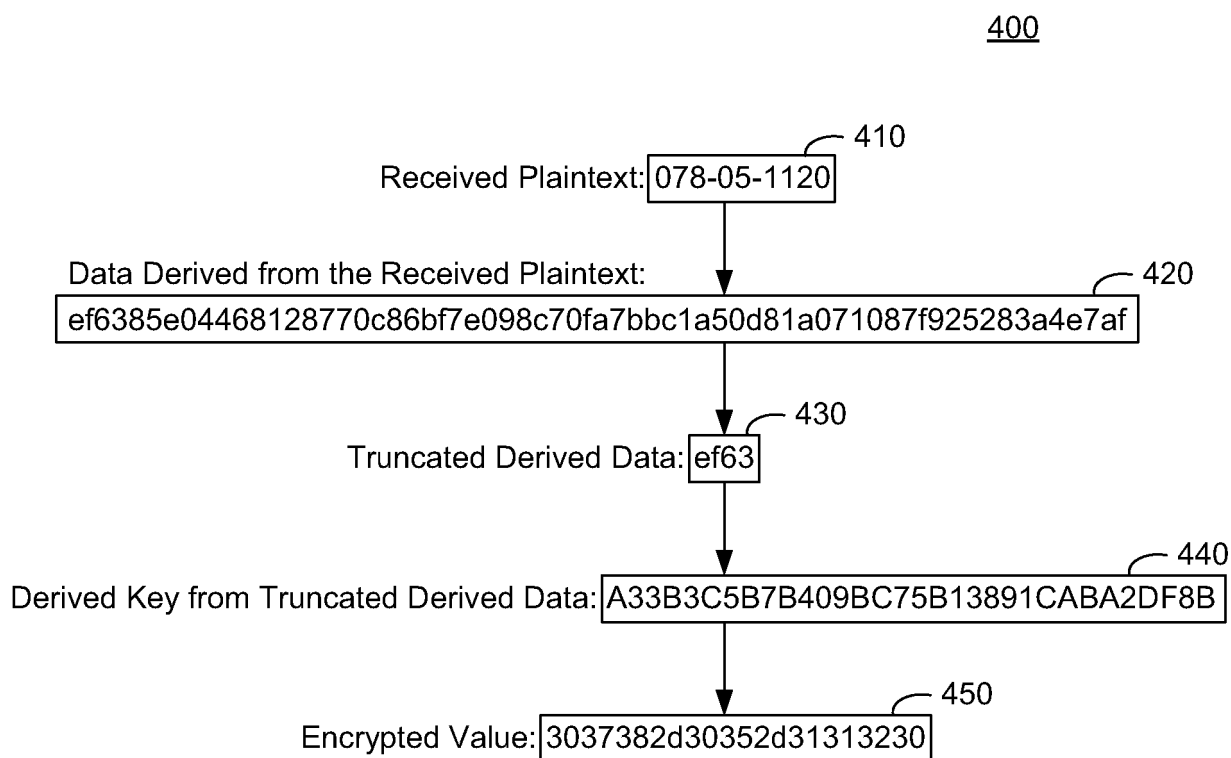 400
410
Received Plaintext: 078-05-1120
Data Derived from the Received Plaintext:
420
ef6385e04468128770c86bf7e098c70fa7bbc1a50d81a071087f925283a4e7af
430
Truncated Derived Data: ef63
440
Derived Key from Truncated Derived Data: A33B3C5B7B409BC75B13891CABA2DF8B
450
Encrypted Value: 3037382d30352d31313230